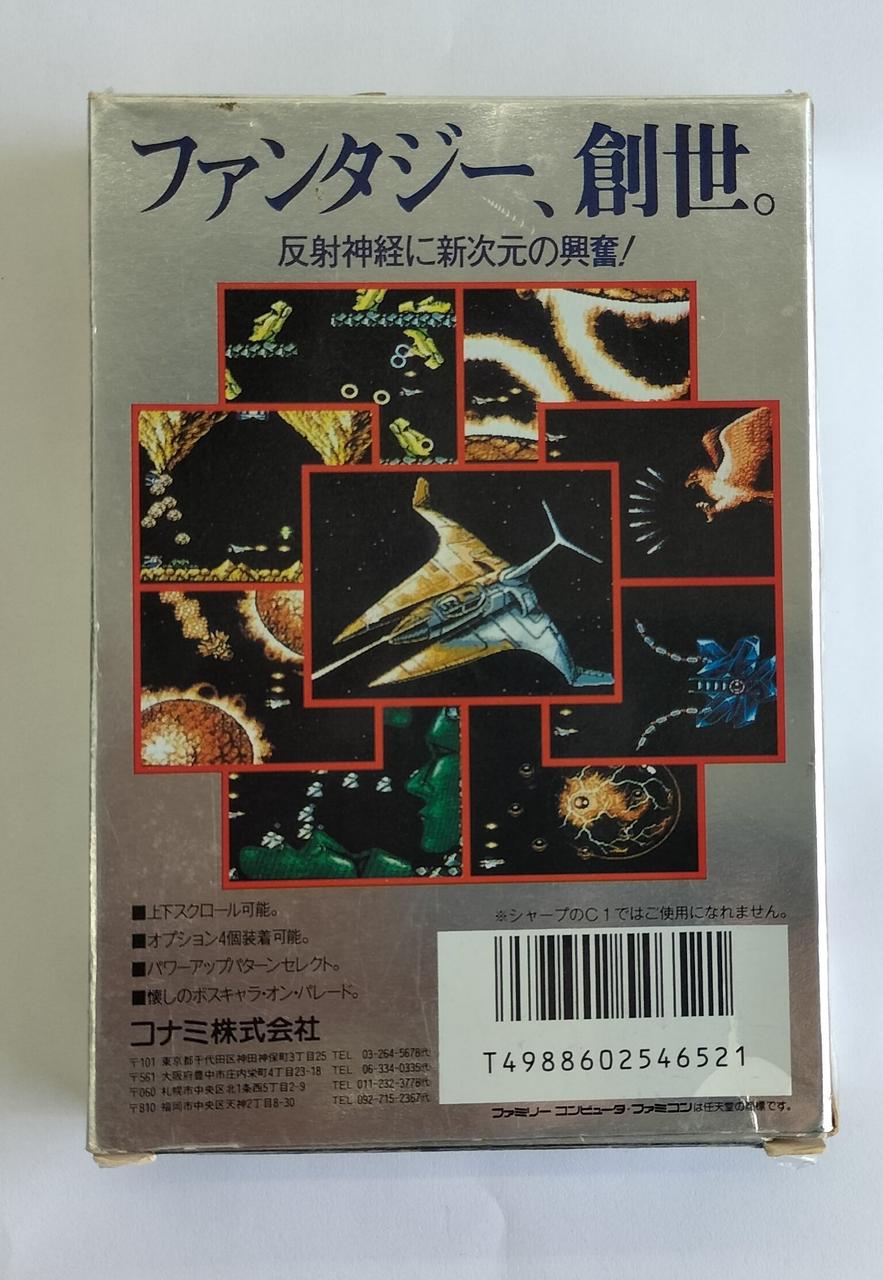 ファンタジー、創世。
反射神経に新次元の興奮!
■上下スクロール可能。
■オプション4個装着可能。
■パワーアップパターンセレクト。
■懐しのボスキャラ・オン・パレード。
コナミ株式会社
〒101 東京都千代田区神田神保町3丁目25 TEL 03-264-5678代
〒561 大阪府豊中市庄内栄町4丁目23-18 TEL 06-334-0335代
〒060 札幌市中央区北1条西5丁目2-9 TEL 011-232-3778代
〒810 福岡市中央区天神2丁目8-30 TEL 092-715-2367代
※シャープのC1ではご使用になれません。
T4988602546521
ファミリーコンピュータ・ファミコンは任天堂の商標です。